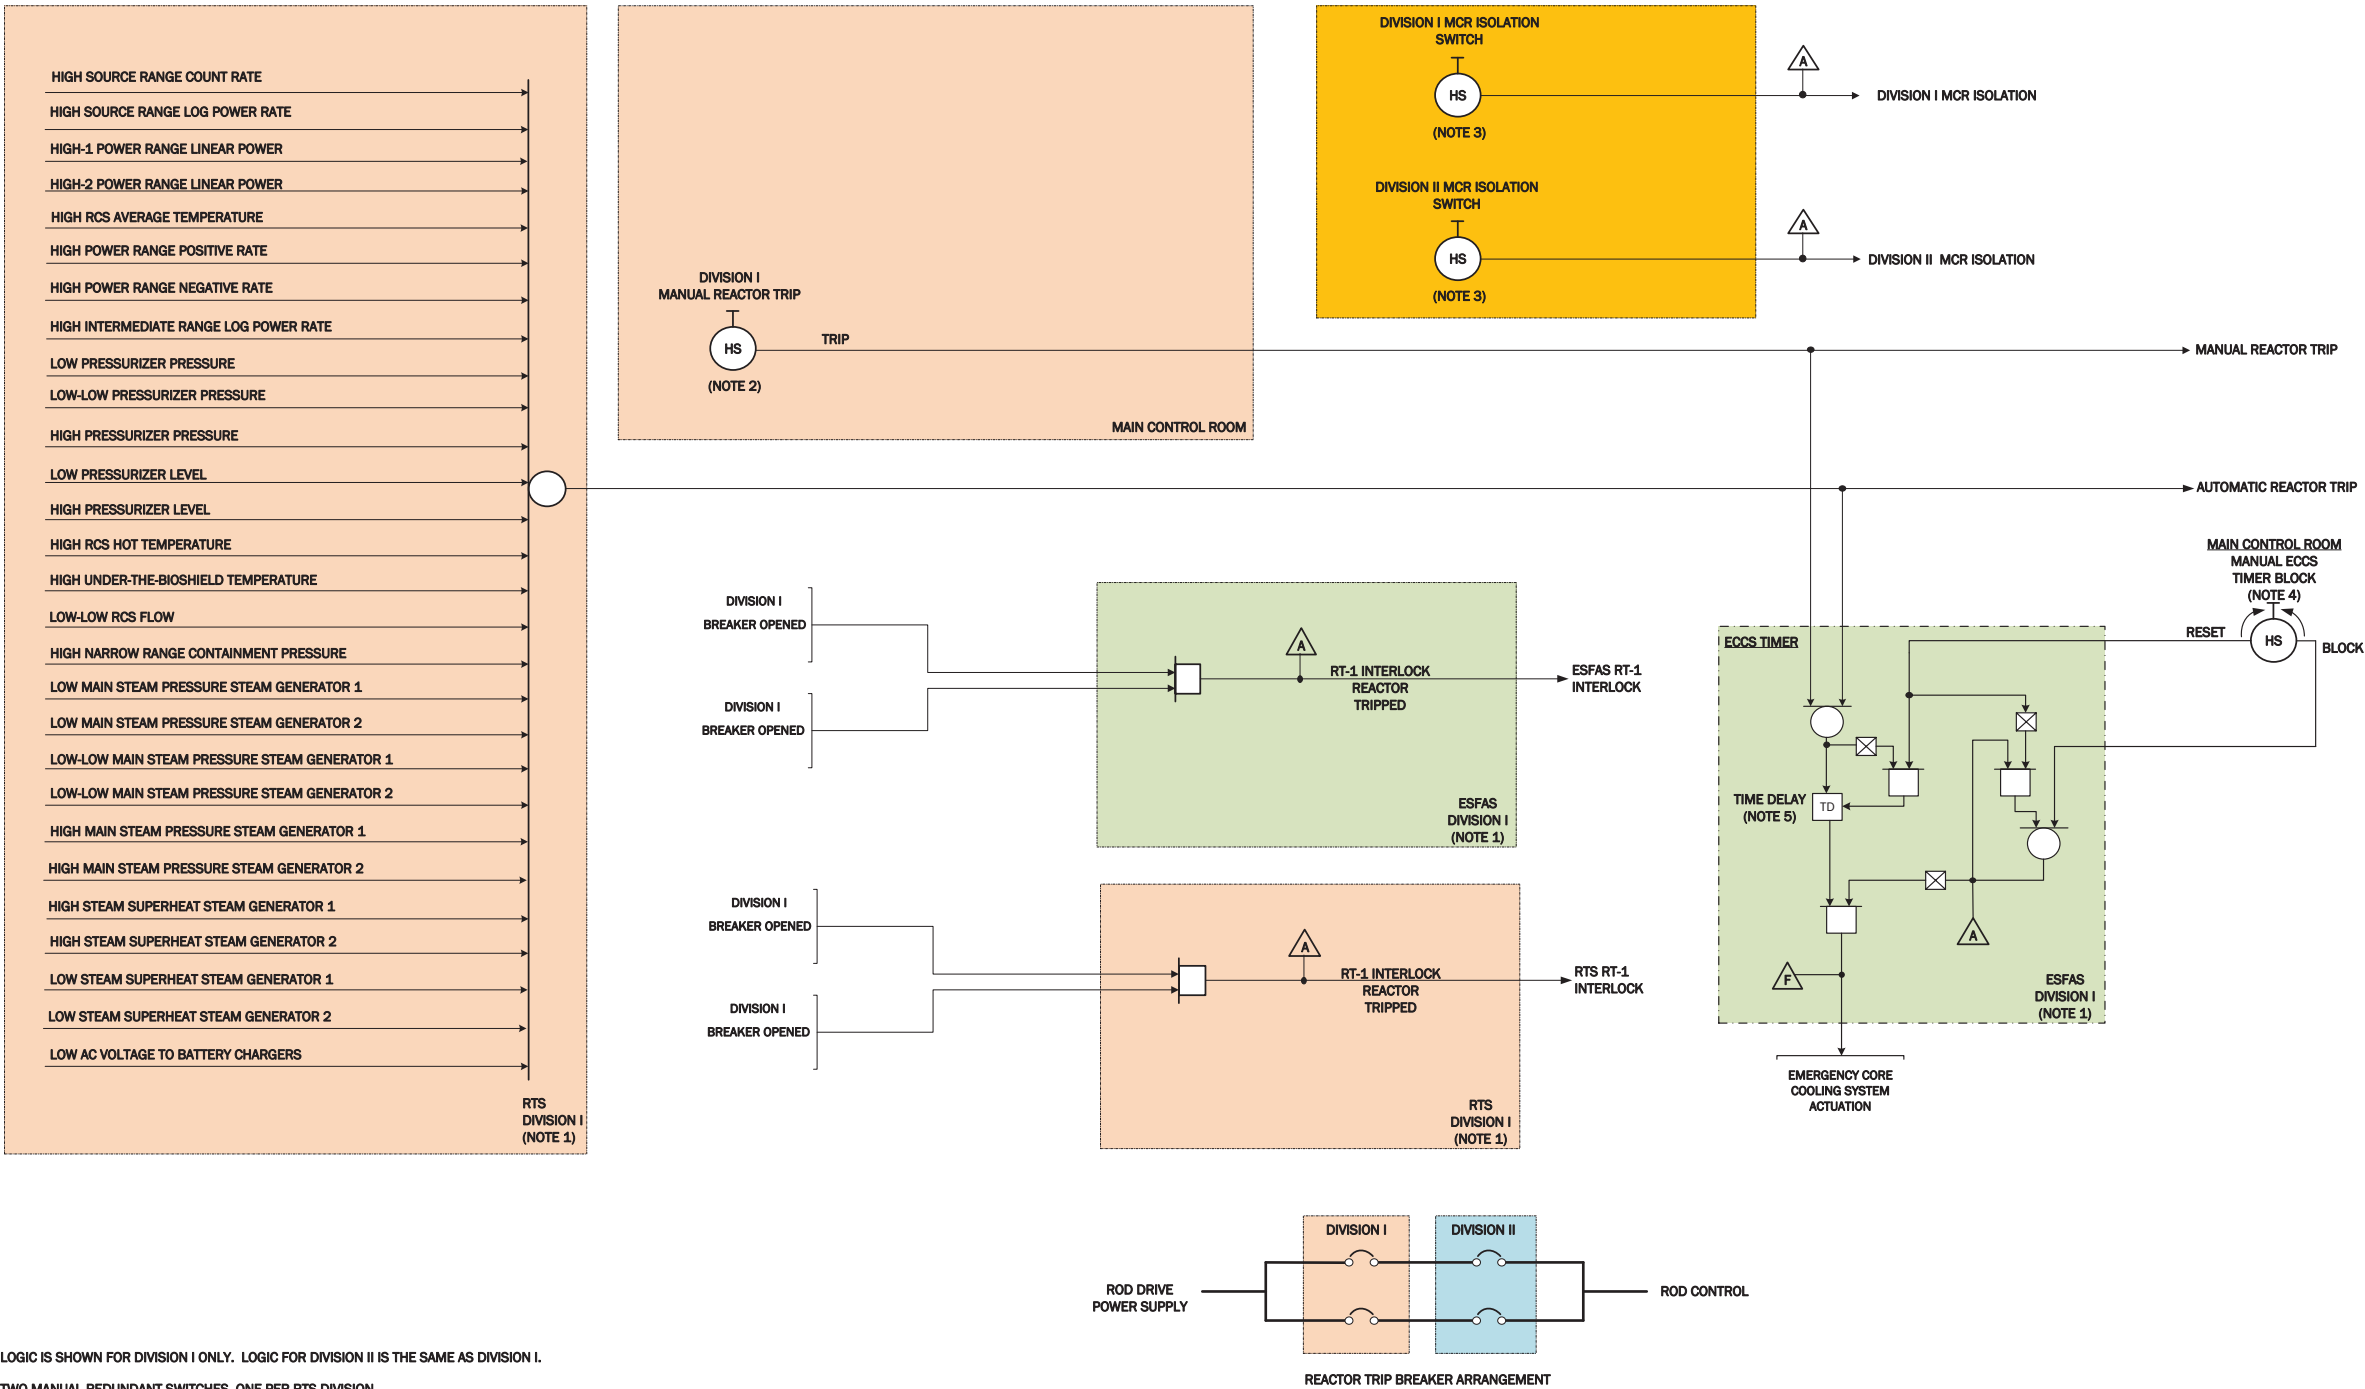 HIGH SOURCE RANGE COUNT RATE
HIGH SOURCE RANGE LOG POWER RATE
HIGH-1 POWER RANGE LINEAR POWER
HIGH-2 POWER RANGE LINEAR POWER
HIGH RCS AVERAGE TEMPERATURE
HIGH POWER RANGE POSITIVE RATE
HIGH POWER RANGE NEGATIVE RATE
HIGH INTERMEDIATE RANGE LOG POWER RATE
LOW PRESSURIZER PRESSURE
LOW-LOW PRESSURIZER PRESSURE
HIGH PRESSURIZER PRESSURE
LOW PRESSURIZER LEVEL
HIGH PRESSURIZER LEVEL
HIGH RCS HOT TEMPERATURE
HIGH UNDER-THE-BIOSHIELD TEMPERATURE
LOW-LOW RCS FLOW
HIGH NARROW RANGE CONTAINMENT PRESSURE
LOW MAIN STEAM PRESSURE STEAM GENERATOR 1
LOW MAIN STEAM PRESSURE STEAM GENERATOR 2
LOW-LOW MAIN STEAM PRESSURE STEAM GENERATOR 1
LOW-LOW MAIN STEAM PRESSURE STEAM GENERATOR 2
HIGH MAIN STEAM PRESSURE STEAM GENERATOR 1
HIGH MAIN STEAM PRESSURE STEAM GENERATOR 2
HIGH STEAM SUPERHEAT STEAM GENERATOR 1
HIGH STEAM SUPERHEAT STEAM GENERATOR 2
LOW STEAM SUPERHEAT STEAM GENERATOR 1
LOW STEAM SUPERHEAT STEAM GENERATOR 2
LOW AC VOLTAGE TO BATTERY CHARGERS
RTS
DIVISION I
(NOTE 1)
DIVISION I
MANUAL REACTOR TRIP
HS
TRIP
(NOTE 2)
MAIN CONTROL ROOM
DIVISION I MCR ISOLATION
SWITCH
HS
(NOTE 3)
A
DIVISION I MCR ISOLATION
DIVISION II MCR ISOLATION
SWITCH
HS
(NOTE 3)
A
DIVISION II  MCR ISOLATION
MANUAL REACTOR TRIP
AUTOMATIC REACTOR TRIP
DIVISION I
BREAKER OPENED
DIVISION I
BREAKER OPENED
A
RT-1 INTERLOCK
REACTOR
TRIPPED
ESFAS RT-1
INTERLOCK
ESFAS
DIVISION I
(NOTE 1)
DIVISION I
BREAKER OPENED
DIVISION I
BREAKER OPENED
A
RT-1 INTERLOCK
REACTOR
TRIPPED
RTS RT-1
INTERLOCK
RTS
DIVISION I
(NOTE 1)
MAIN CONTROL ROOM
MANUAL ECCS
TIMER BLOCK
(NOTE 4)
RESET
HS
BLOCK
ECCS TIMER
TIME DELAY
(NOTE 5)
TD
A
F
ESFAS
DIVISION I
(NOTE 1)
EMERGENCY CORE
COOLING SYSTEM
ACTUATION
DIVISION I
DIVISION II
ROD DRIVE
POWER SUPPLY
ROD CONTROL
REACTOR TRIP BREAKER ARRANGEMENT
LOGIC IS SHOWN FOR DIVISION I ONLY.  LOGIC FOR DIVISION II IS THE SAME AS DIVISION I.
TWO MANUAL REDUNDANT SWITCHES, ONE PER RTS DIVISION